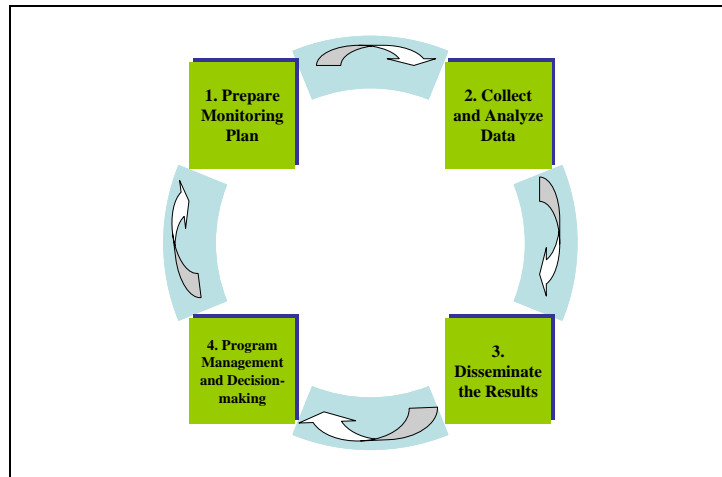 1. Prepare
Monitoring
Plan
2. Collect
and Analyze
Data
3.
Disseminate
the Results
4. Program
Management
and Decision-
making